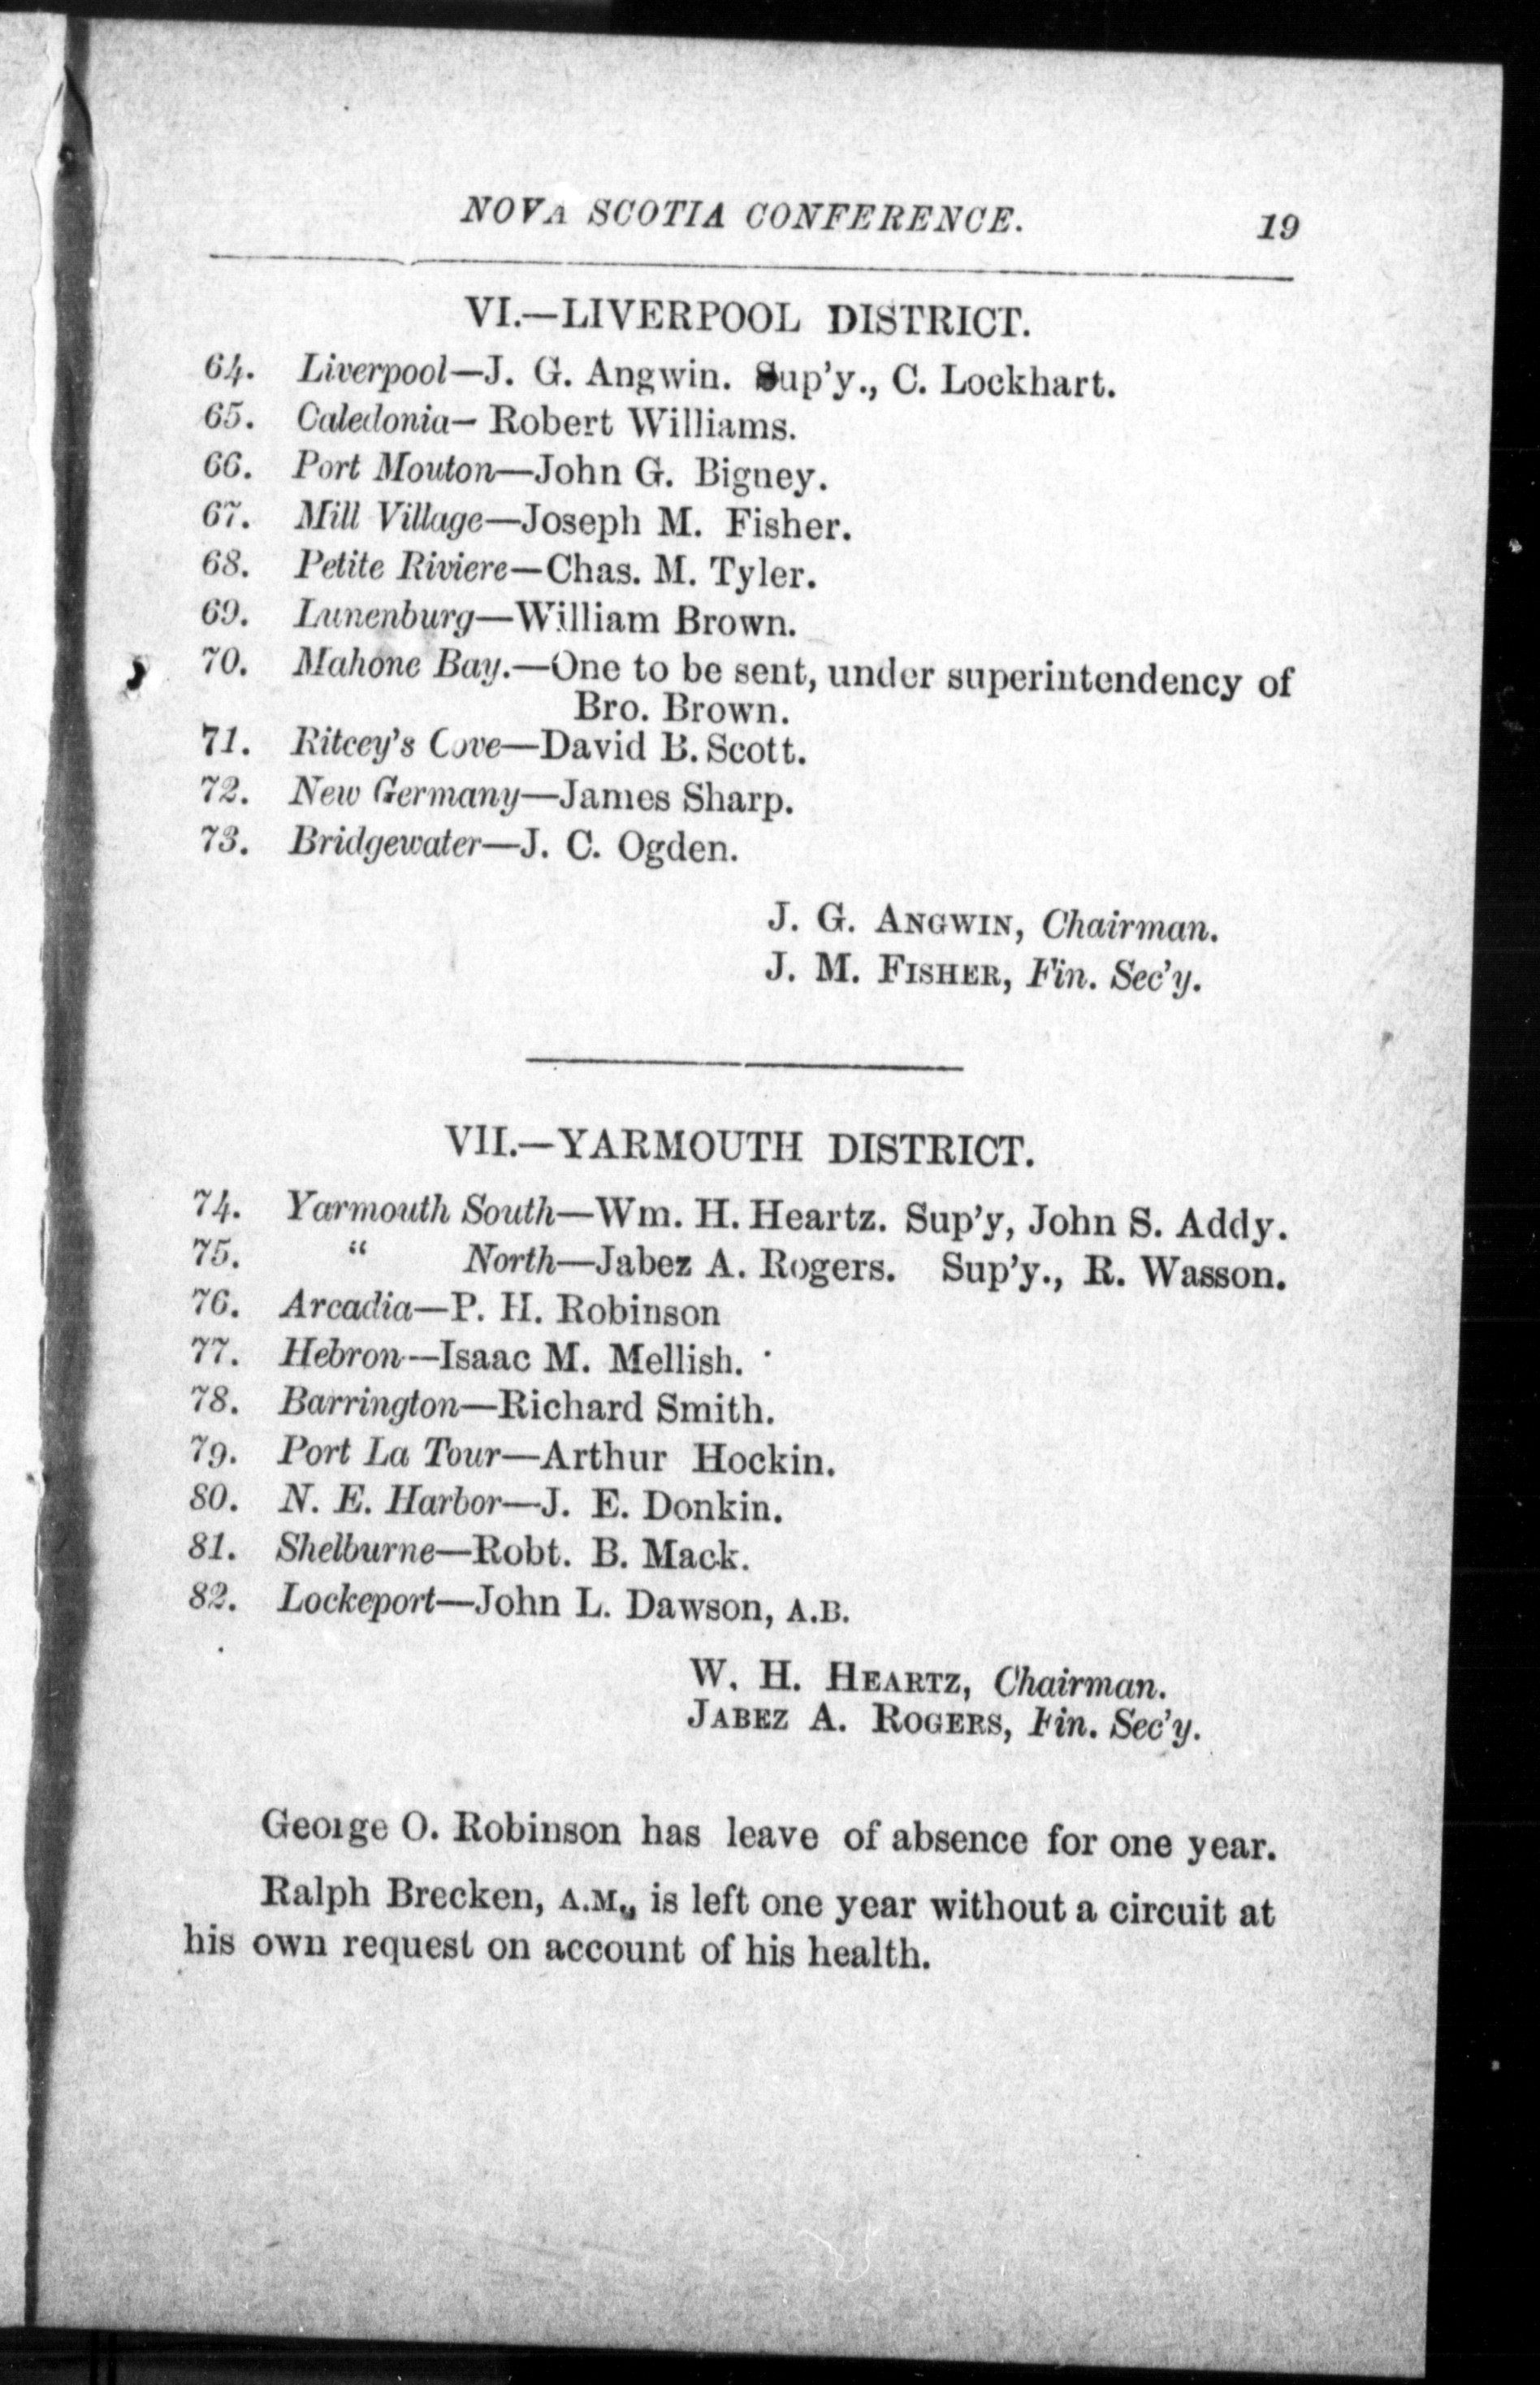 NOVA SCOTIA CONFERENCE. 19
VI.—LIVERPOOL DISTRICT.
64. Liverpool—J. G. Angwin. Sup'y., C. Lockhart.
65. Caledonia—Robert Williams.
66. Port Mouton—John G. Bigney.
67. Mill Village—Joseph M. Fisher.
68. Petite Riviere—Chas. M. Tyler.
69. Lunenburg—William Brown.
70. Mahone Bay.—One to be sent, under superintendency of
Bro. Brown.
71. Ritcey's Cove—David B. Scott.
72. New Germany—James Sharp.
73. Bridgewater—J. C. Ogden.
J. G. ANGWIN, Chairman.
J. M. FISHER, Fin. Sec'y.
VII.—YARMOUTH DISTRICT.
74. Yarmouth South—Wm. H. Heartz. Sup'y, John S. Addy.
75. “ North—Jabez A. Rogers. Sup'y., R. Wasson.
76. Arcadia—P. H. Robinson
77. Hebron—Isaac M. Mellish.
78. Barrington—Richard Smith.
79. Port La Tour—Arthur Hockin.
80. N. E. Harbor—J. E. Donkin.
81. Shelburne—Robt. B. Mack.
82. Lockeport—John L. Dawson, A.B.
W. H. HEARTZ, Chairman.
JABEZ A. ROGERS, Fin. Sec'y.
George O. Robinson has leave of absence for one year.
Ralph Brecken, A.M., is left one year without a circuit at
his own request on account of his health.